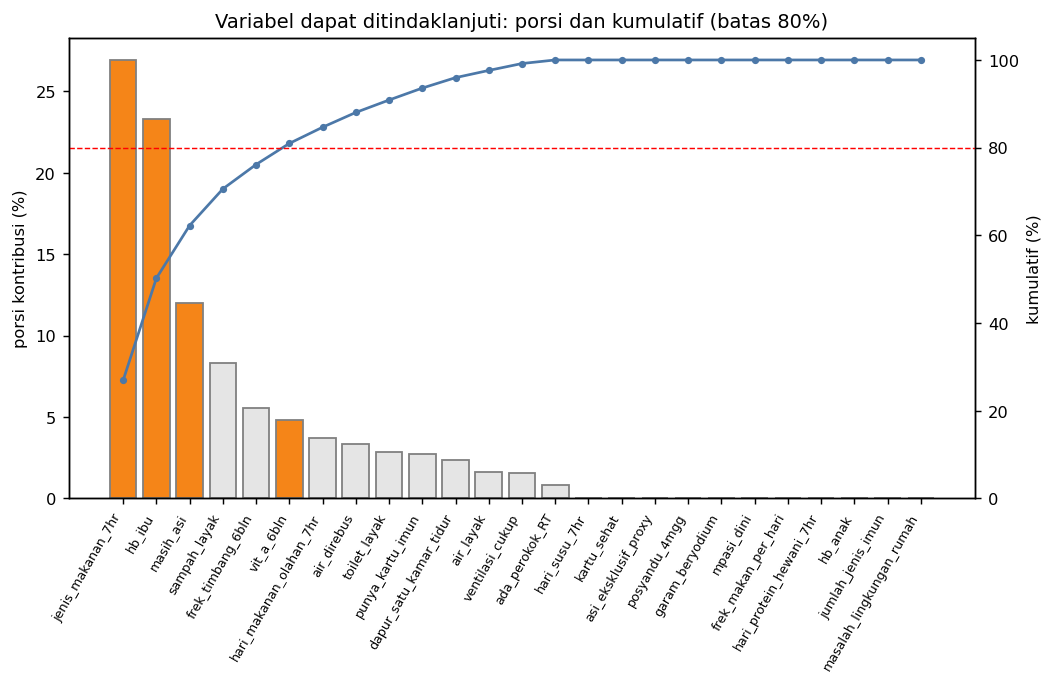 Variabel dapat ditindaklanjuti: porsi dan kumulatif (batas 80%)
porsi kontribusi (%)
25
20
15
10
5
0
100
80
60
40
20
0
kumulatif (%)
jenis_makanan_7hr
hb_ibu
masih_asi
sampah_layak
frek_timbang_6bln
vit_a_6bln
hari_makanan_olahan_7hr
air_direbus
toilet_layak
punya_kartu_imun
dapur_satu_kamar_tidur
air_layak
ventilasi_cukup
ada_perokok_RT
hari_susu_7hr
kartu_sehat
asi_eksklusif_proxy
posyandu_4mgg
garam_beryodium
mpasi_dini
frek_makan_per_hari
hari_protein_hewani_7hr
hb_anak
jumlah_jenis_imun
masalah_lingkungan_rumah